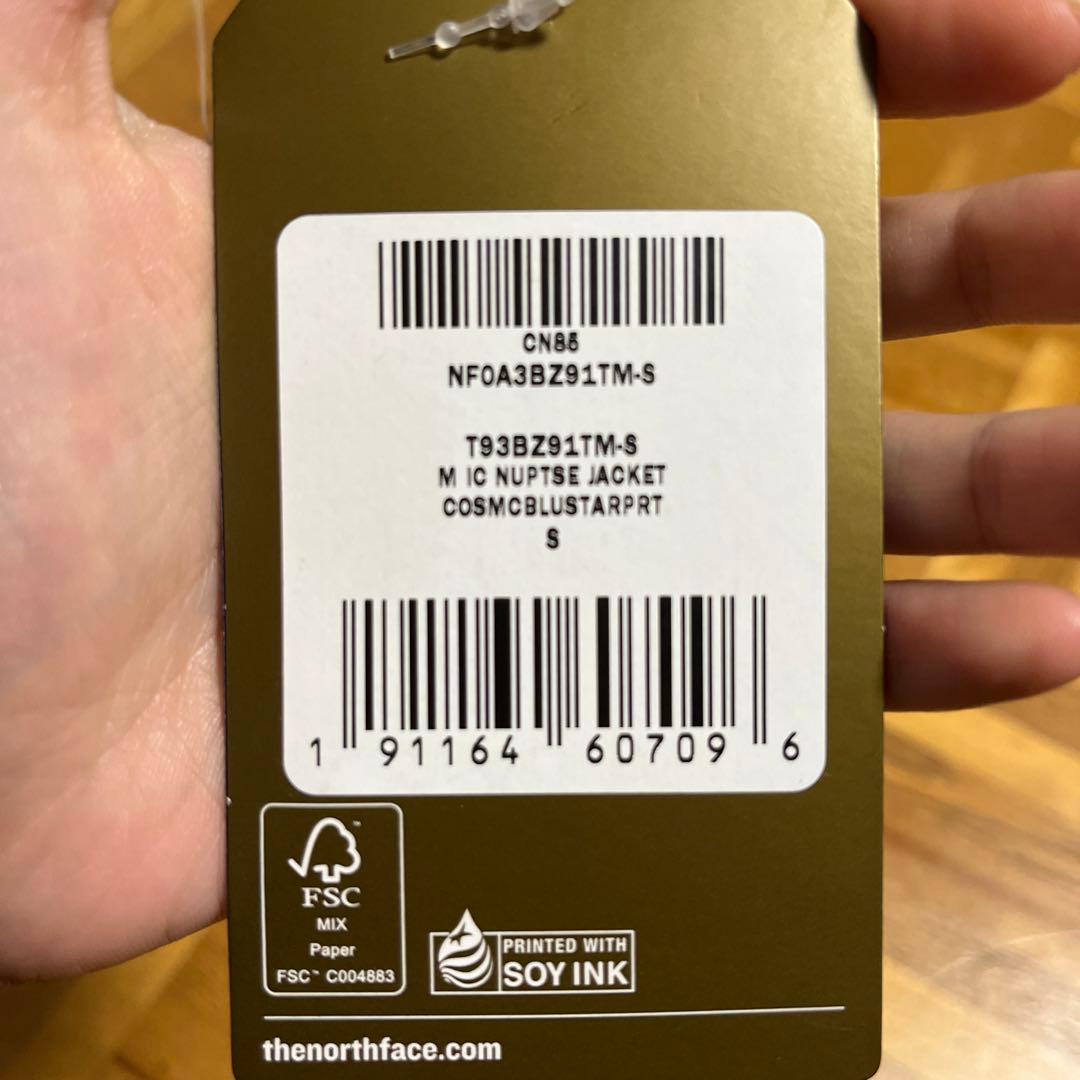 CN85
NF0A3BZ91TM-S
T93BZ91TM-S
M IC NUPTSE JACKET
COSMCBLUSTARPRT
S
1 91164 60709 6
FSC
MIX
Paper
FSC™ C004883
PRINTED WITH
SOY INK
thenorthface.com